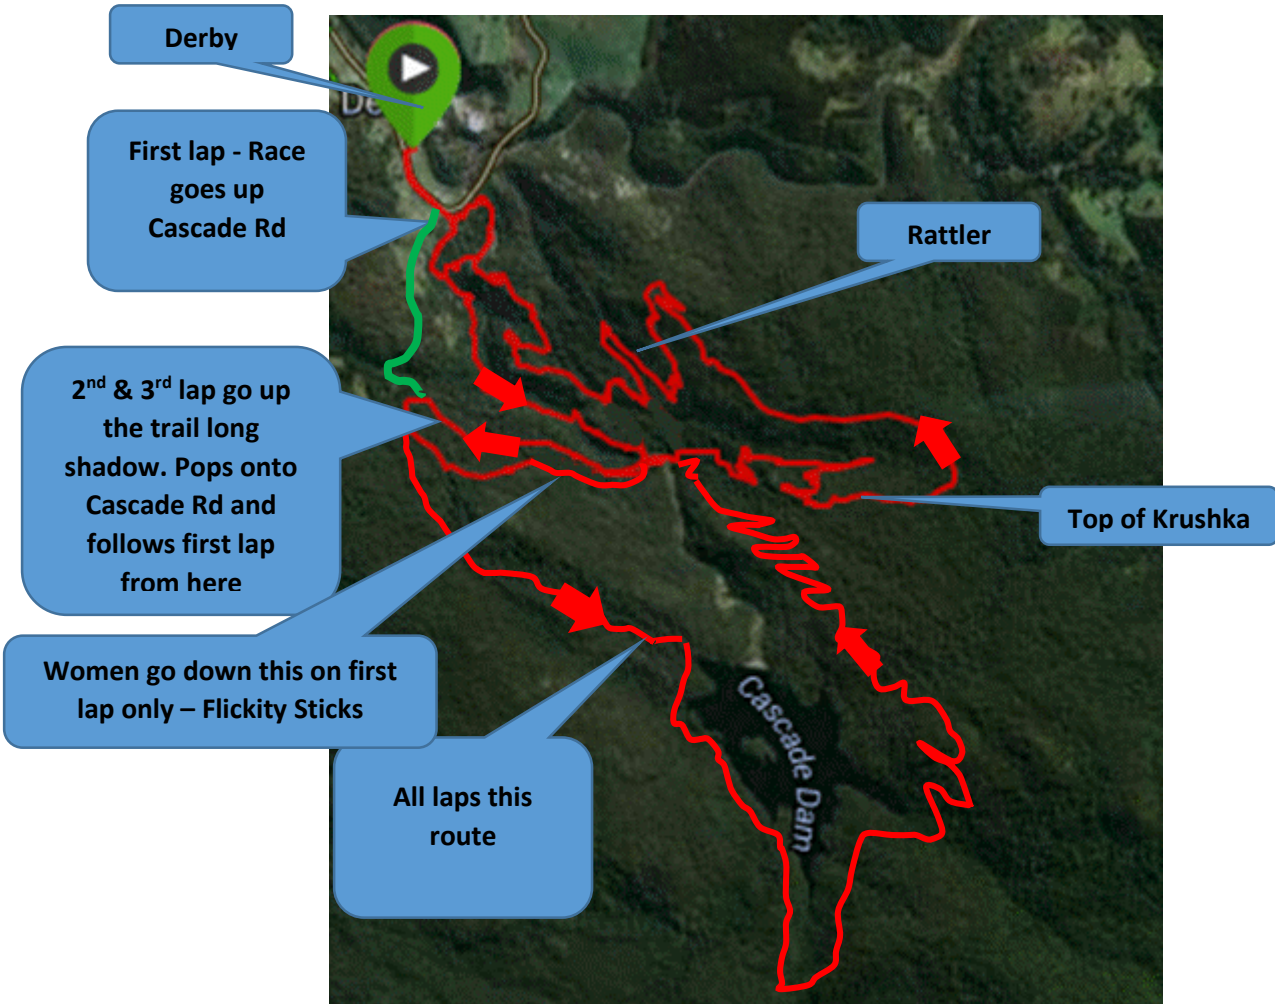 Derby
De
First lap - Race
goes up
Cascade Rd
Rattler
2nd & 3rd lap go up
the trail long
shadow. Pops onto
Cascade Rd and
follows first lap
from here
Top of Krushka
Women go down this on first
lap only – Flickity Sticks
Cascade Dam
All laps this
route